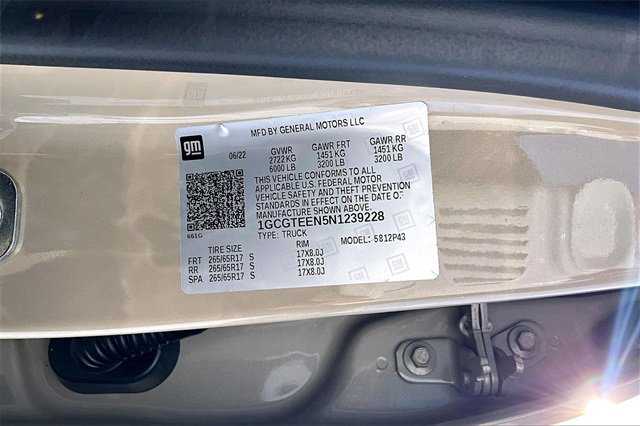 gm
MFD BY GENERAL MOTORS LLC
06/22 GVWR GAWR FRT GAWR RR
2722 KG 1451 KG 1451 KG
6000 LB 3200 LB 3200 LB
THIS VEHICLE CONFORMS TO ALL
APPLICABLE U.S. FEDERAL MOTOR
VEHICLE SAFETY
STANDARDS IN EFFECT ON THE DATE OF
MANUFACTURE SHOWN ABOVE.
1GCGTEEN5N1239228
661G TYPE: TRUCK MODEL: 5812P43
TIRE SIZE RIM
FRT 265/65R17 S 17X8.0J
RR 265/65R17 S 17X8.0J
SPA 265/65R17 S 17X8.0J